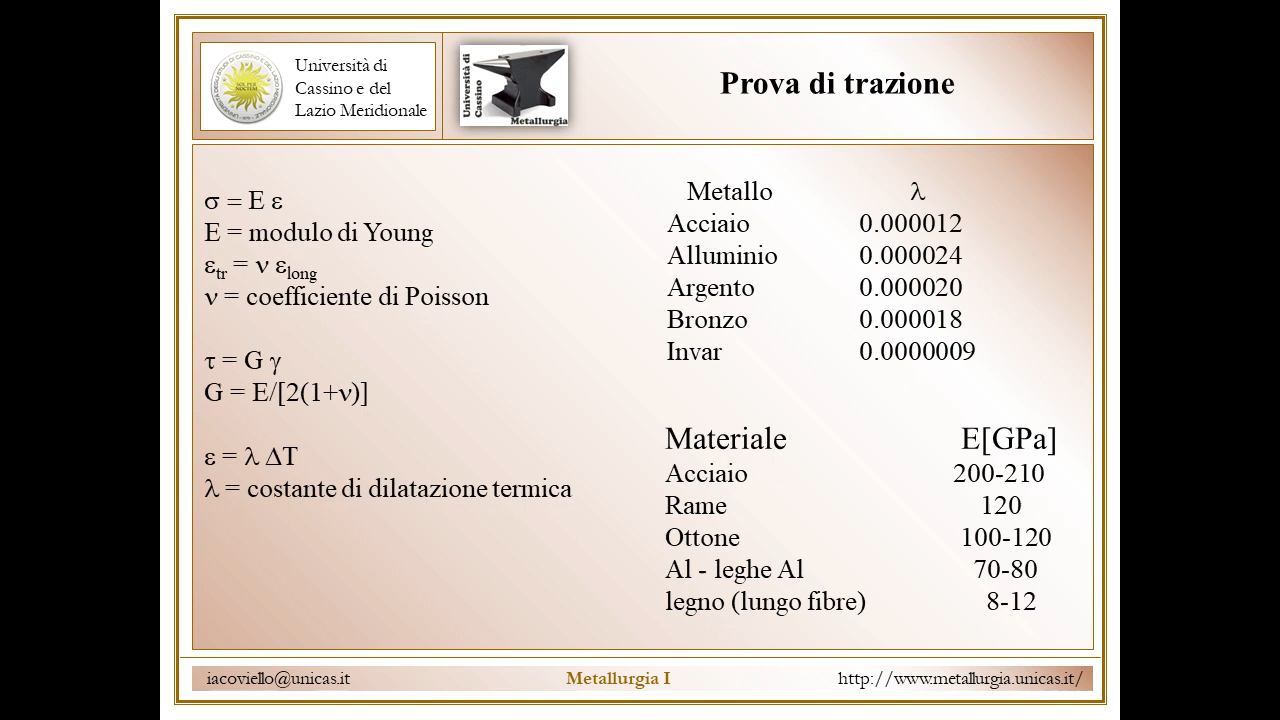 Università di
Cassino e del
Lazio Meridionale
Università di
Cassino
Metallurgia
Prova di trazione
σ = E ε
E = modulo di Young
ε_tr = ν ε_long
ν = coefficiente di Poisson
τ = G γ
G = E/[2(1+ν)]
ε = λ ΔT
λ = costante di dilatazione termica
Metallo λ
Acciaio 0.000012
Alluminio 0.000024
Argento 0.000020
Bronzo 0.000018
Invar 0.0000009
Materiale E[GPa]
Acciaio 200-210
Rame 120
Ottone 100-120
Al - leghe Al 70-80
legno (lungo fibre) 8-12
iacoviello@unicas.it
Metallurgia I
http://www.metallurgia.unicas.it/